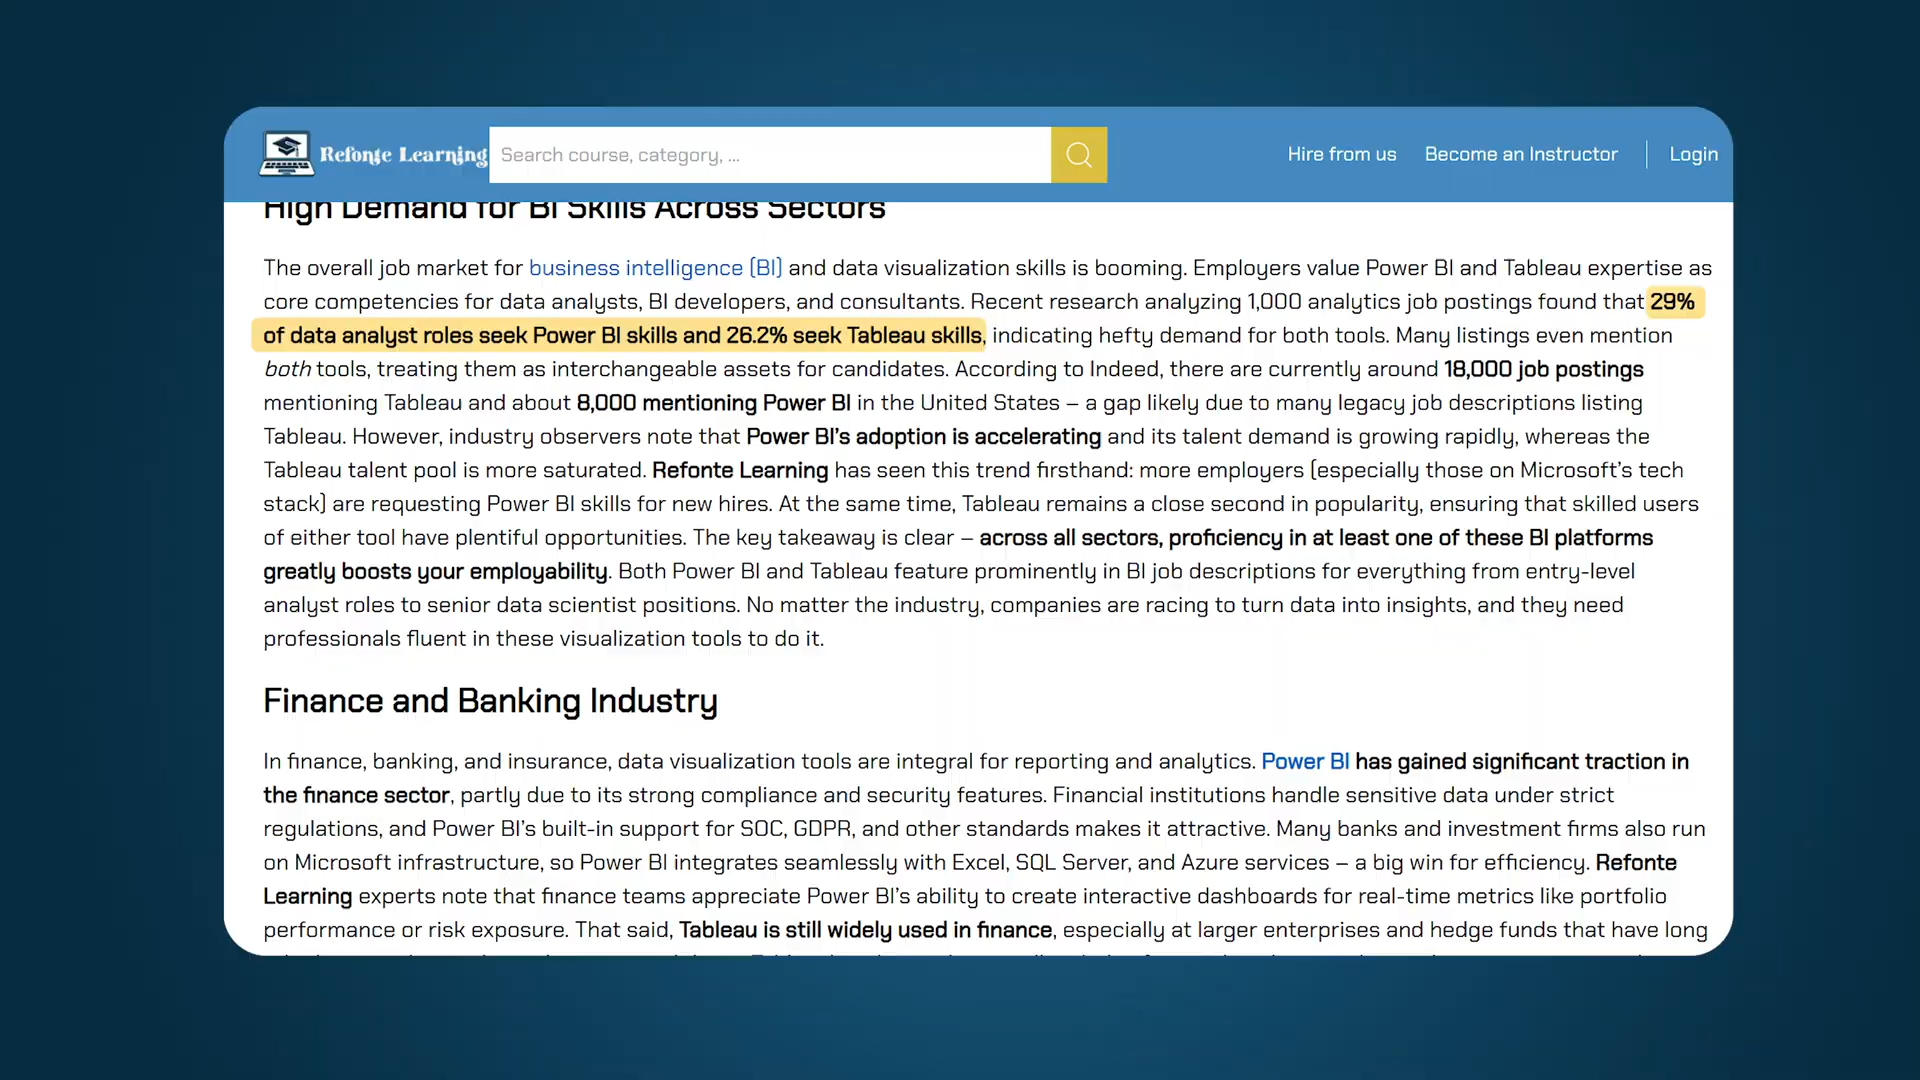 Refonte Learning
Search course, category, ...
Hire from us
Become an Instructor
Login
High Demand for BI Skills Across Sectors
The overall job market for business intelligence (BI) and data visualization skills is booming. Employers value Power BI and Tableau expertise as
core competencies for data analysts, BI developers, and consultants. Recent research analyzing 1,000 analytics job postings found that 29%
of data analyst roles seek Power BI skills and 26.2% seek Tableau skills, indicating hefty demand for both tools. Many listings even mention
both tools, treating them as interchangeable assets for candidates. According to Indeed, there are currently around 18,000 job postings
mentioning Tableau and about 8,000 mentioning Power BI in the United States – a gap likely due to many legacy job descriptions listing
Tableau. However, industry observers note that Power BI’s adoption is accelerating and its talent demand is growing rapidly, whereas the
Tableau talent pool is more saturated. Refonte Learning has seen this trend firsthand: more employers (especially those on Microsoft’s tech
stack) are requesting Power BI skills for new hires. At the same time, Tableau remains a close second in popularity, ensuring that skilled users
of either tool have plentiful opportunities. The key takeaway is clear – across all sectors, proficiency in at least one of these BI platforms
greatly boosts your employability. Both Power BI and Tableau feature prominently in BI job descriptions for everything from entry-level
analyst roles to senior data scientist positions. No matter the industry, companies are racing to turn data into insights, and they need
professionals fluent in these visualization tools to do it.
Finance and Banking Industry
In finance, banking, and insurance, data visualization tools are integral for reporting and analytics. Power BI has gained significant traction in
the finance sector, partly due to its strong compliance and security features. Financial institutions handle sensitive data under strict
regulations, and Power BI’s built-in support for SOC, GDPR, and other standards makes it attractive. Many banks and investment firms also run
on Microsoft infrastructure, so Power BI integrates seamlessly with Excel, SQL Server, and Azure services – a big win for efficiency. Refonte
Learning experts note that finance teams appreciate Power BI’s ability to create interactive dashboards for real-time metrics like portfolio
performance or risk exposure. That said, Tableau is still widely used in finance, especially at larger enterprises and hedge funds that have long